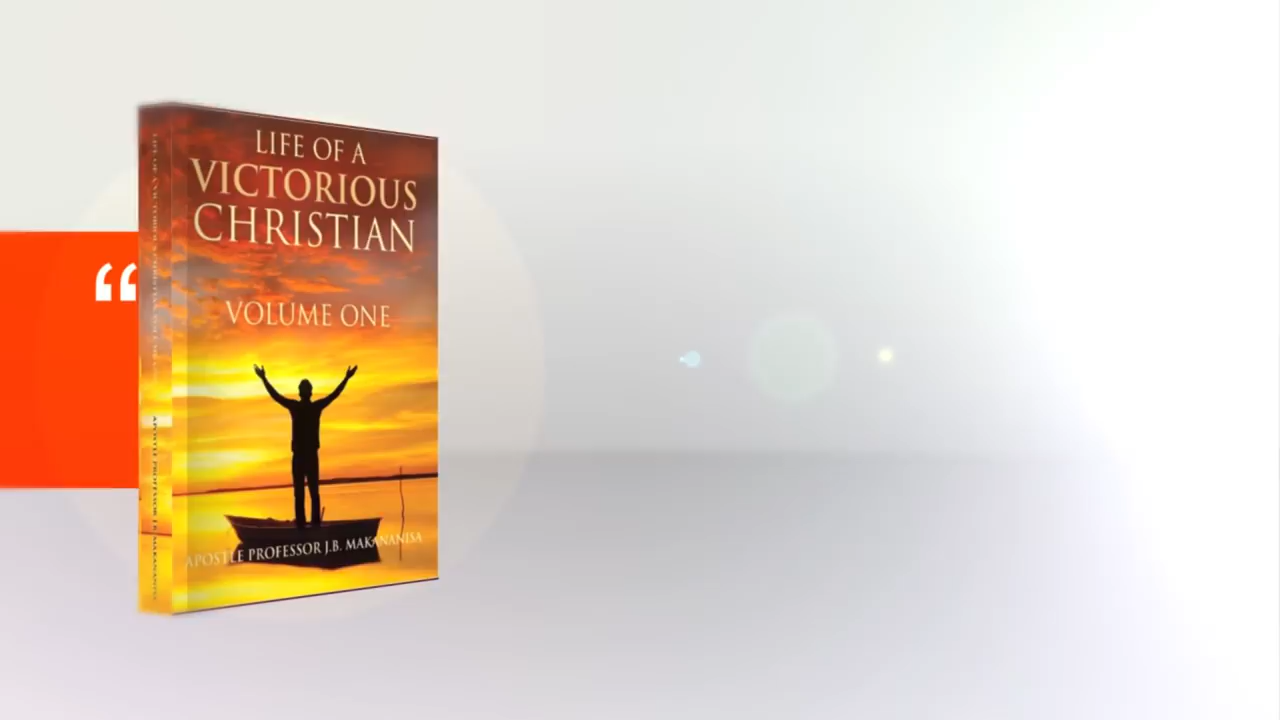 “
LIFE OF A
VICTORIOUS
CHRISTIAN
VOLUME ONE
APOSTLE PROFESSOR J.B. MAKANANISA